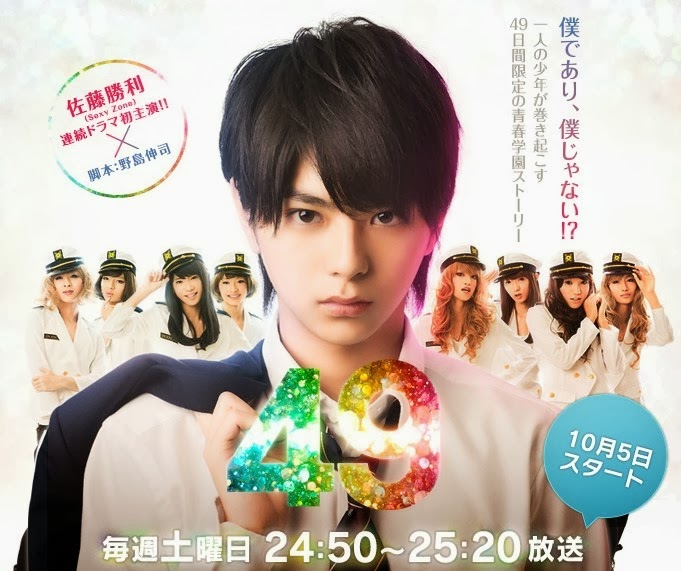 佐藤勝利
(Sexy Zone)
連続ドラマ初主演!!
×
脚本:野島伸司
僕であり、僕じゃない!?
一人の少年が巻き起こす
49日間限定の青春学園ストーリー
49
10月5日
スタート
毎週土曜日 24:50～25:20 放送